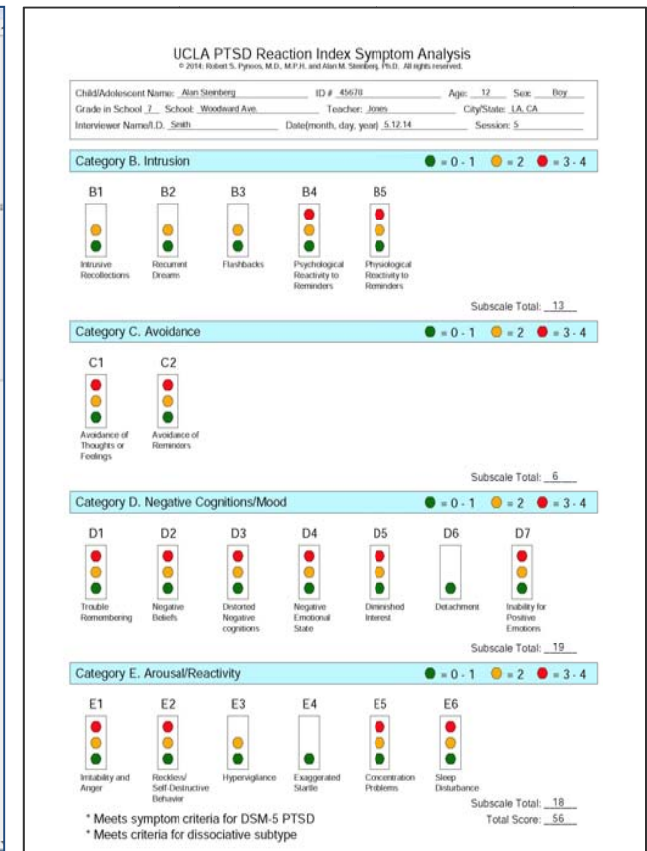 UCLA PTSD Reaction Index Symptom Analysis
© 2014: Robert S. Pynoos, M.D., M.P.H. and Alan M. Steinberg, Ph.D. All rights reserved.
Child/Adolescent Name: Alan Steinberg ID # 45678 Age: 12 Sex: Boy
Grade in School 7 School: Woodward Ave. Teacher: Jones City/State: LA, CA
Interviewer Name/I.D. Smith Date(month, day, year) 5.12.14 Session: 5
Category B. Intrusion = 0 - 1 = 2 = 3 - 4
B1 B2 B3 B4 B5
Intrusive Recurrent Flashbacks Psychological Physiological
Recollections Dreams Reactivity to Reactivity to
Reminders Reminders
Subscale Total: 13
Category C. Avoidance = 0 - 1 = 2 = 3 - 4
C1 C2
Avoidance of Avoidance of
Thoughts or Reminders
Feelings
Subscale Total: 6
Category D. Negative Cognitions/Mood = 0 - 1 = 2 = 3 - 4
D1 D2 D3 D4 D5 D6 D7
Trouble Negative Distorted Negative Diminished Detachment Inability for
Remembering Beliefs Negative Emotional Interest Positive
cognitions State Emotions
Subscale Total: 19
Category E. Arousal/Reactivity = 0 - 1 = 2 = 3 - 4
E1 E2 E3 E4 E5 E6
Irritability and Reckless/ Hypervigilance Exaggerated Concentration Sleep
Anger Self-Destructive Startle Problems Disturbance
Behavior
Subscale Total: 18
* Meets symptom criteria for DSM-5 PTSD Total Score: 56
* Meets criteria for dissociative subtype